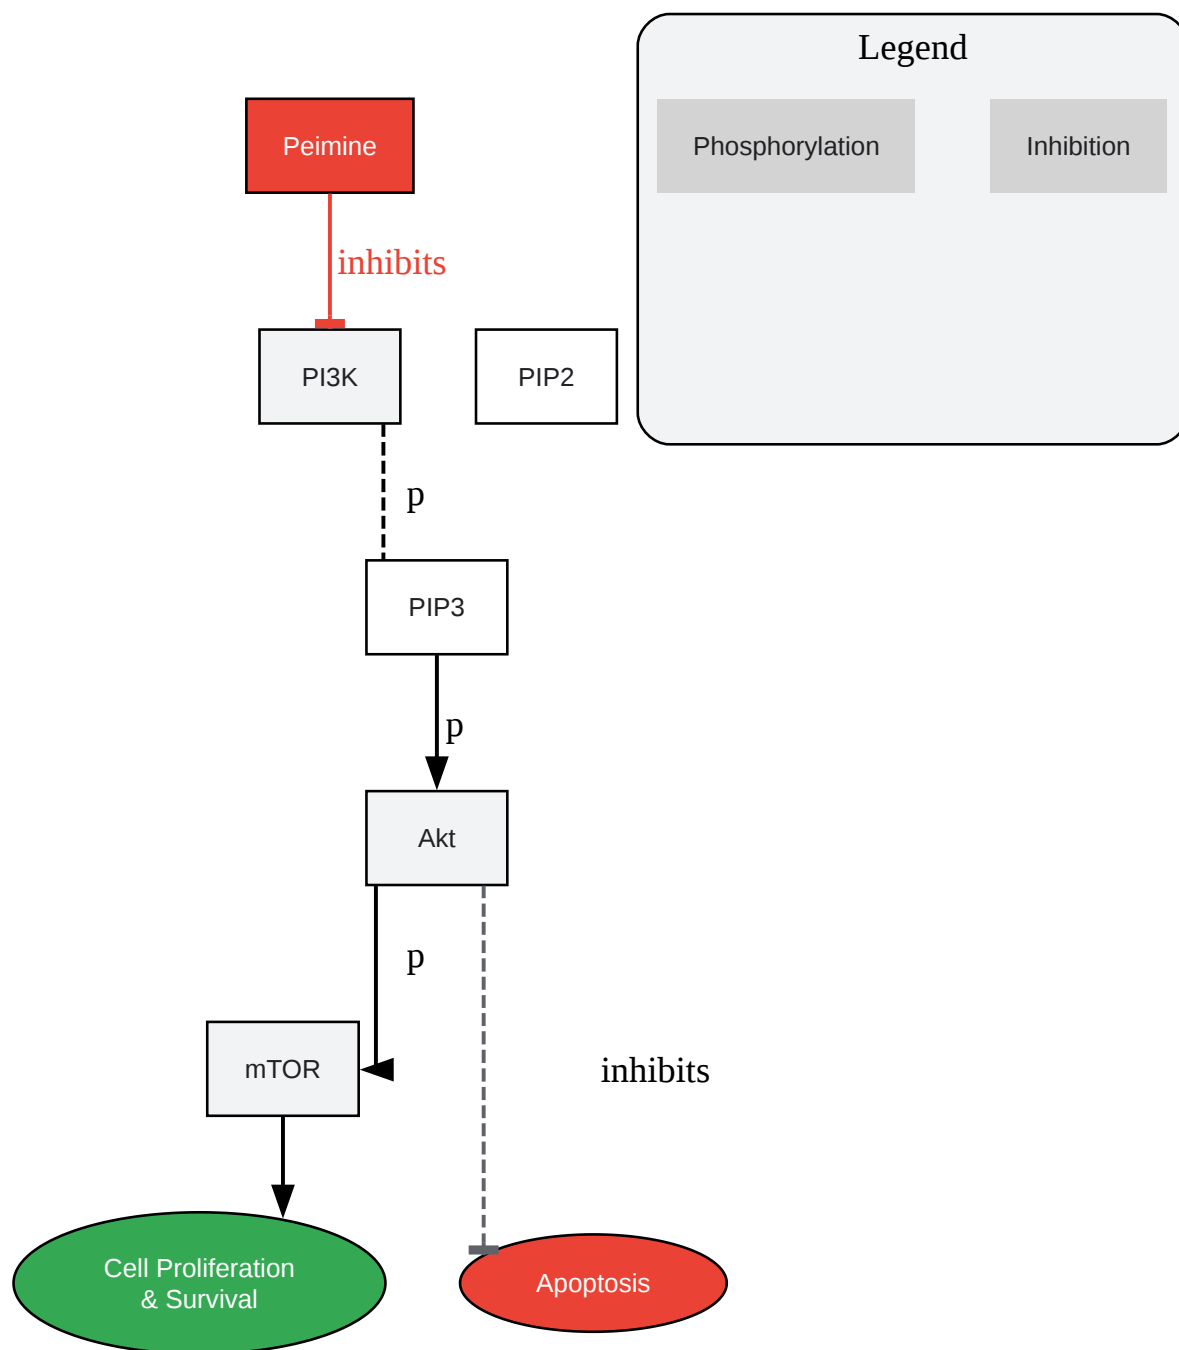 Legend
Peimine
Phosphorylation
Inhibition
inhibits
PI3K
PIP2
p
PIP3
p
Akt
p
mTOR
inhibits
Cell Proliferation
& Survival
Apoptosis